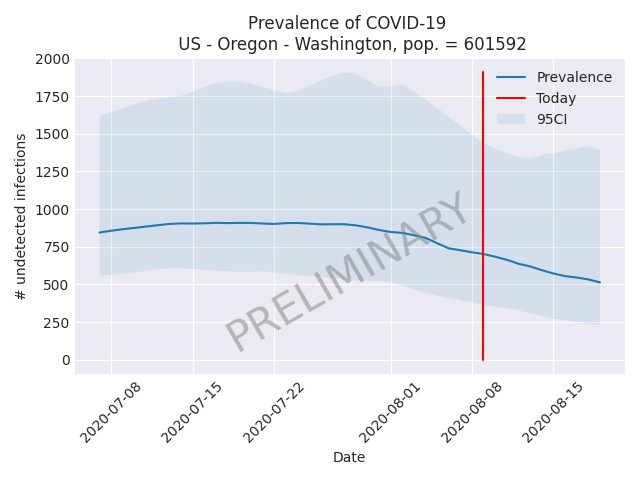 Prevalence of COVID-19
US - Oregon - Washington, pop. = 601592
# undetected infections
2000
1750
1500
1250
1000
750
500
250
0
Prevalence
Today
95CI
PRELIMINARY
2020-07-08
2020-07-15
2020-07-22
2020-08-01
2020-08-08
2020-08-15
Date